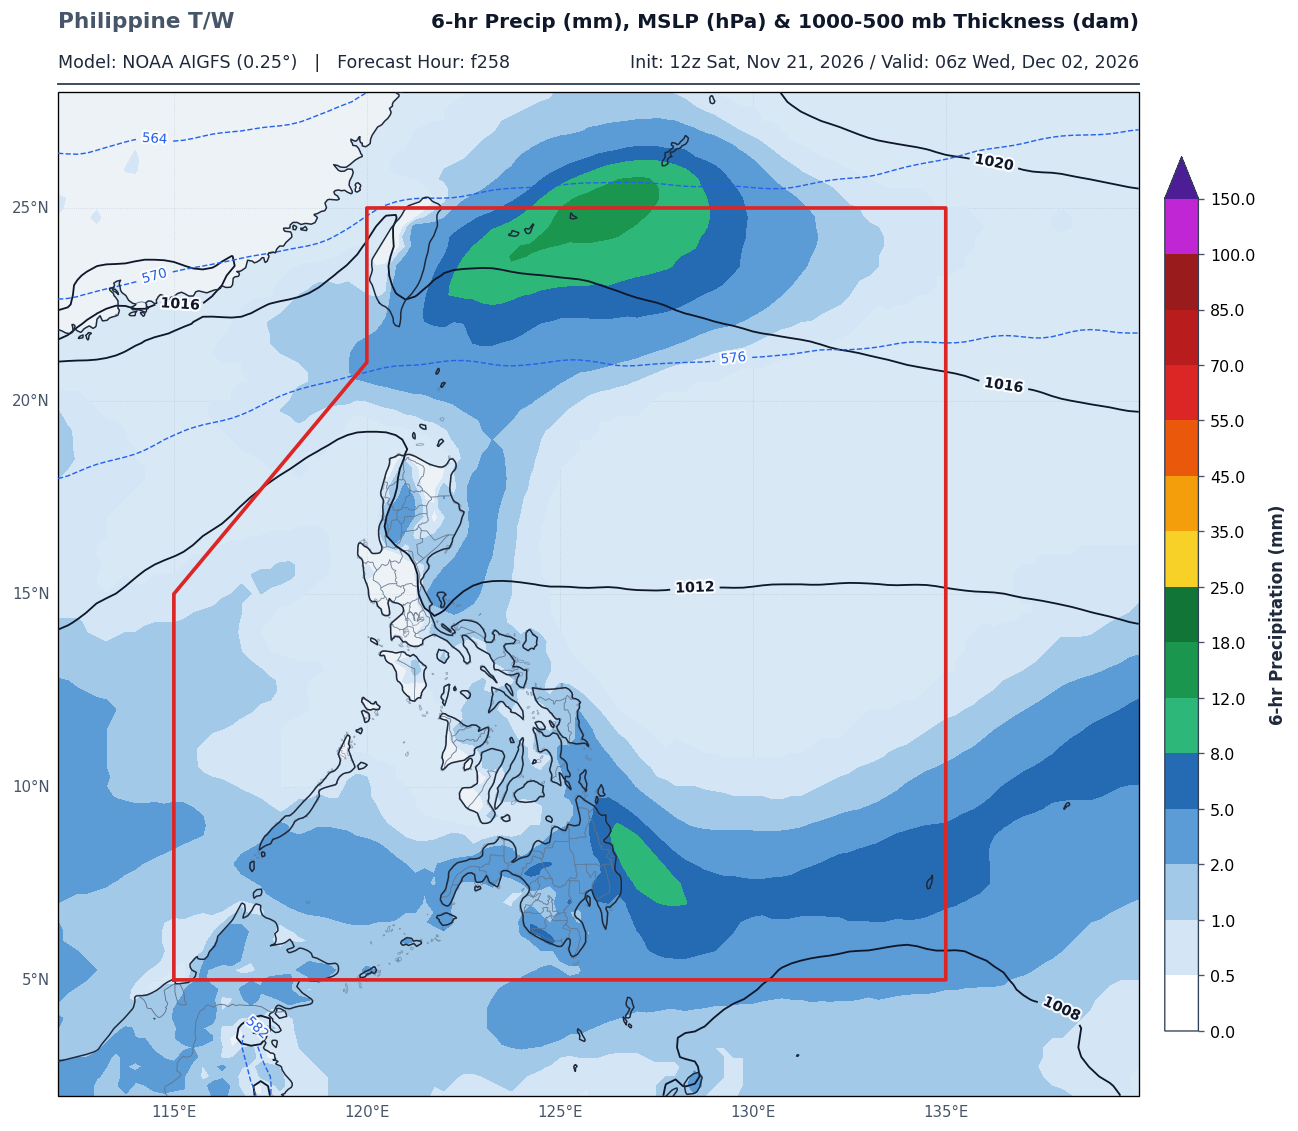 Philippine T/W
6-hr Precip (mm), MSLP (hPa) & 1000-500 mb Thickness (dam)
Model: NOAA AIGFS (0.25°) | Forecast Hour: f258
Init: 12z Sat, Nov 21, 2026 / Valid: 06z Wed, Dec 02, 2026
564
1020
570
1016
576
1016
1012
1008
582
25°N
20°N
15°N
10°N
5°N
115°E
120°E
125°E
130°E
135°E
150.0
100.0
85.0
70.0
55.0
45.0
35.0
25.0
18.0
12.0
8.0
5.0
2.0
1.0
0.5
0.0
6-hr Precipitation (mm)